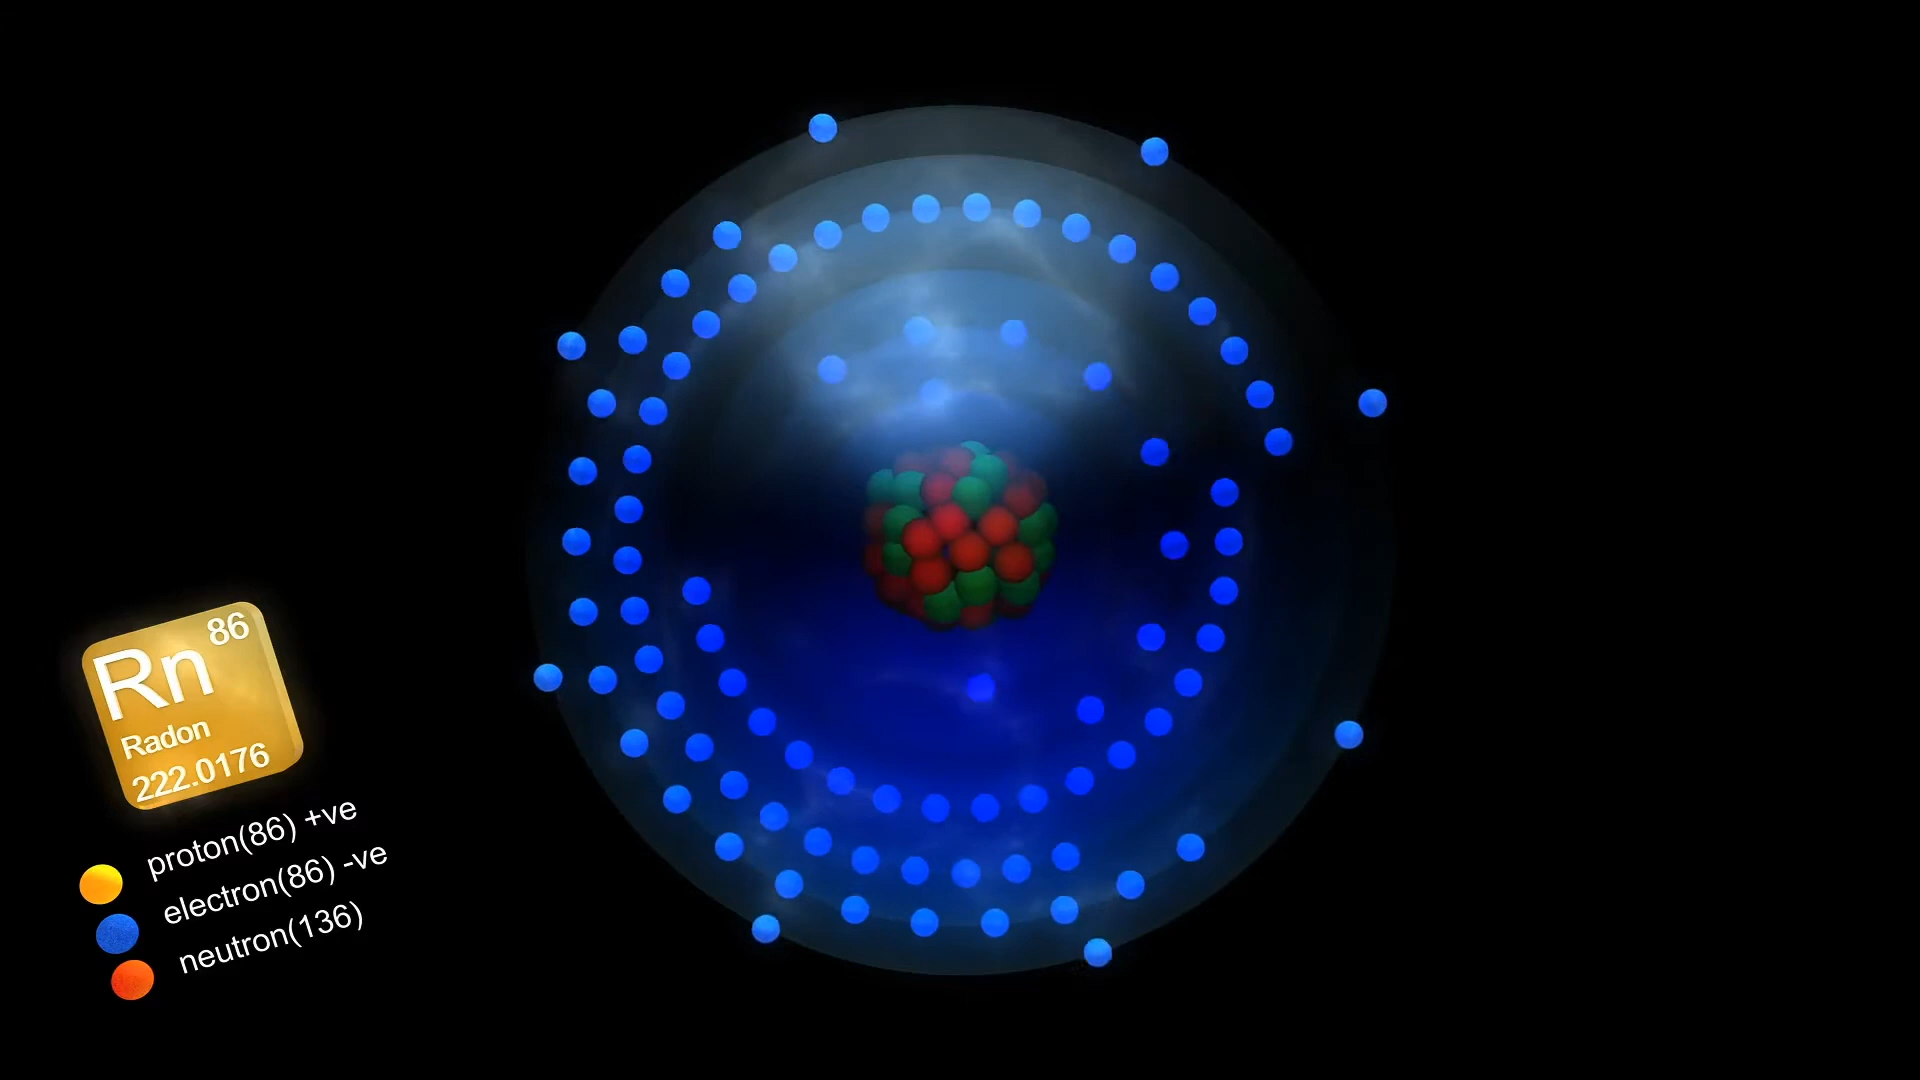 86
Rn
Radon
222.0176
proton(86) +ve
electron(86) -ve
neutron(136)